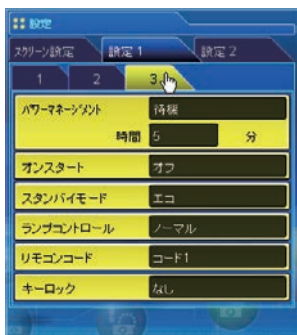 設定
スクリーン設定 設定 1 設定 2
1 2 3
パワーマネージメント 待機
時間 5 分
オンスタート オフ
スタンバイモード エコ
ランプコントロール ノーマル
リモコンコード コード1
キーロック なし